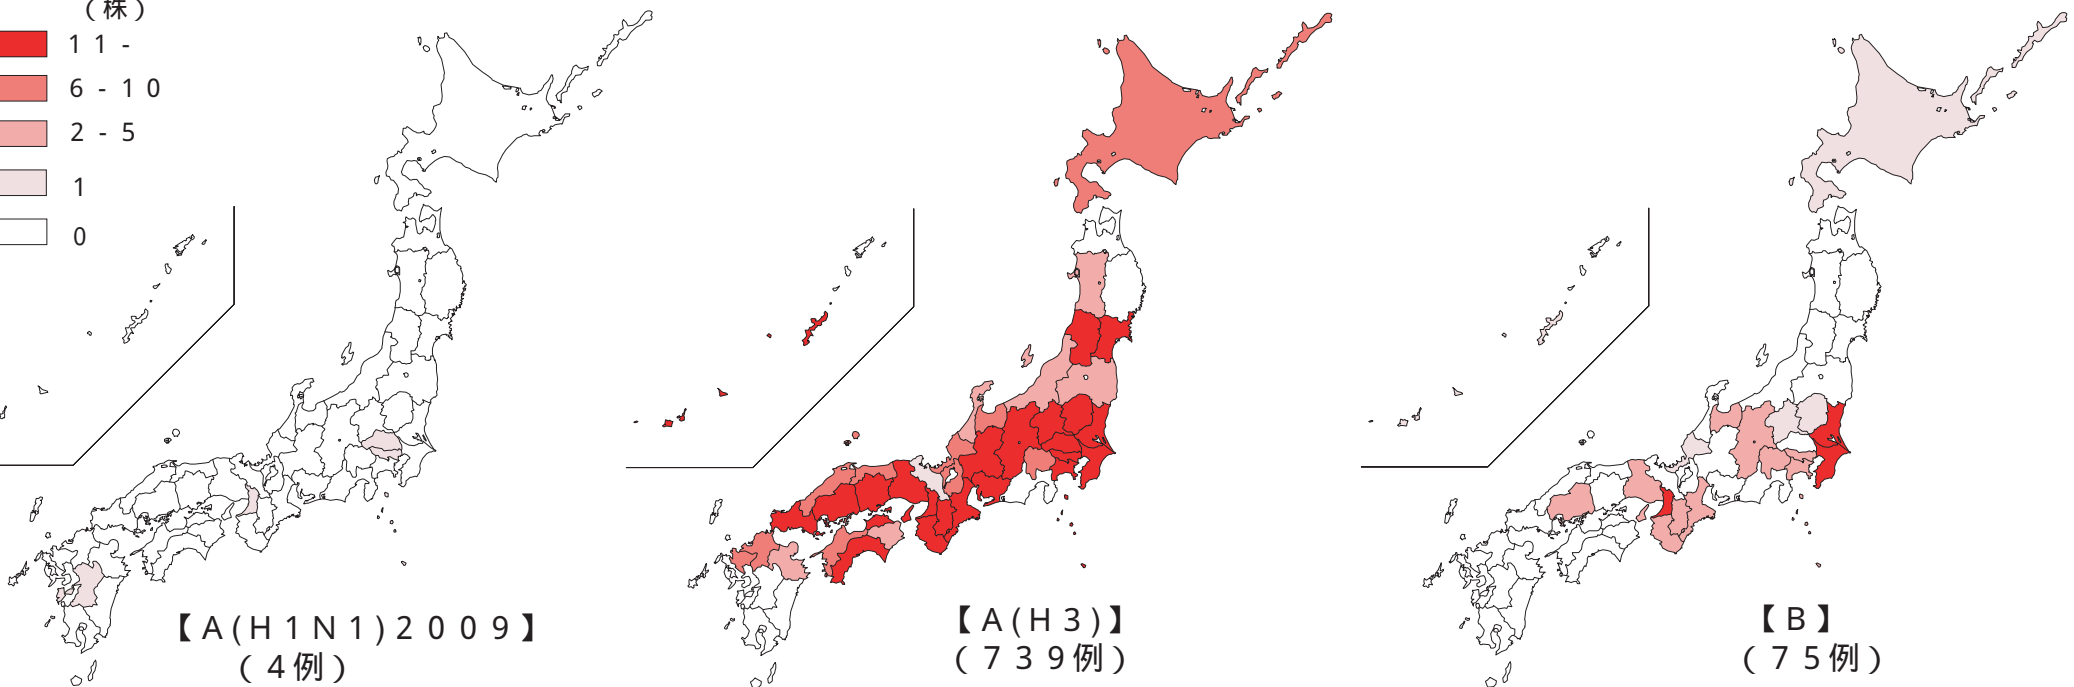 （株）
11-
6-10
2-5
1
0
【A(H1N1)2009】
（4例）
【A(H3)】
（739例）
【B】
（75例）